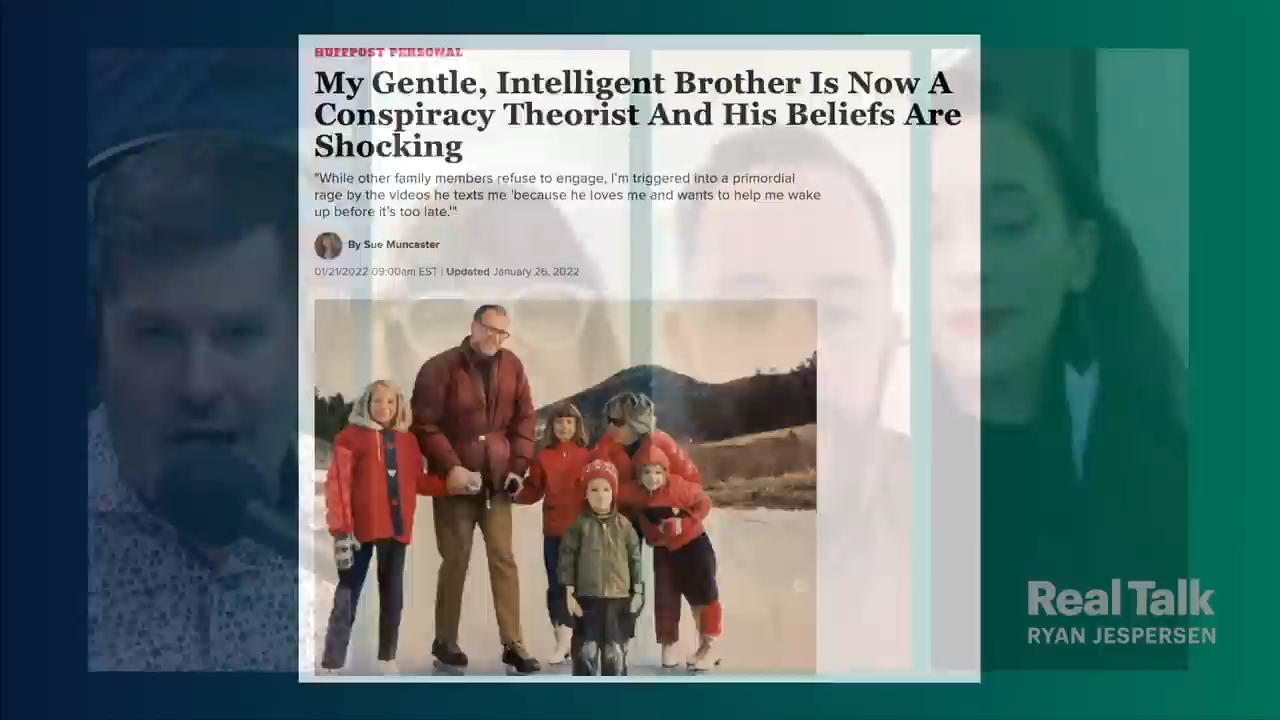 HUFFPOST PERSONAL
My Gentle, Intelligent Brother Is Now A
Conspiracy Theorist And His Beliefs Are
Shocking
"While other family members refuse to engage, I'm triggered into a primordial
rage by the videos he texts me 'because he loves me and wants to help me wake
up before it's too late.'"
By Sue Muncaster
01/21/2022 09:00am EST | Updated January 26, 2022
Real Talk
RYAN JESPERSEN